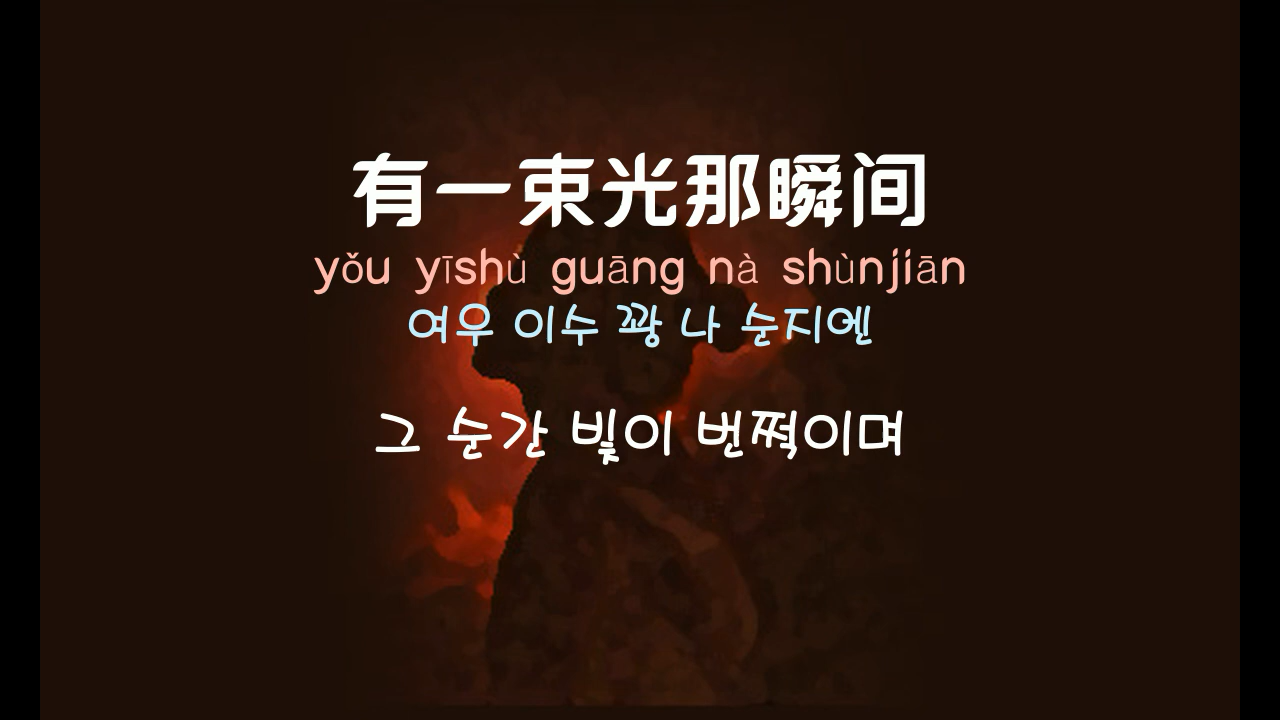 有一束光那瞬间
yǒu yīshù guāng nà shùnjiān
여우 이수 꽝 나 순지엔
그 순간 빛이 번쩍이며